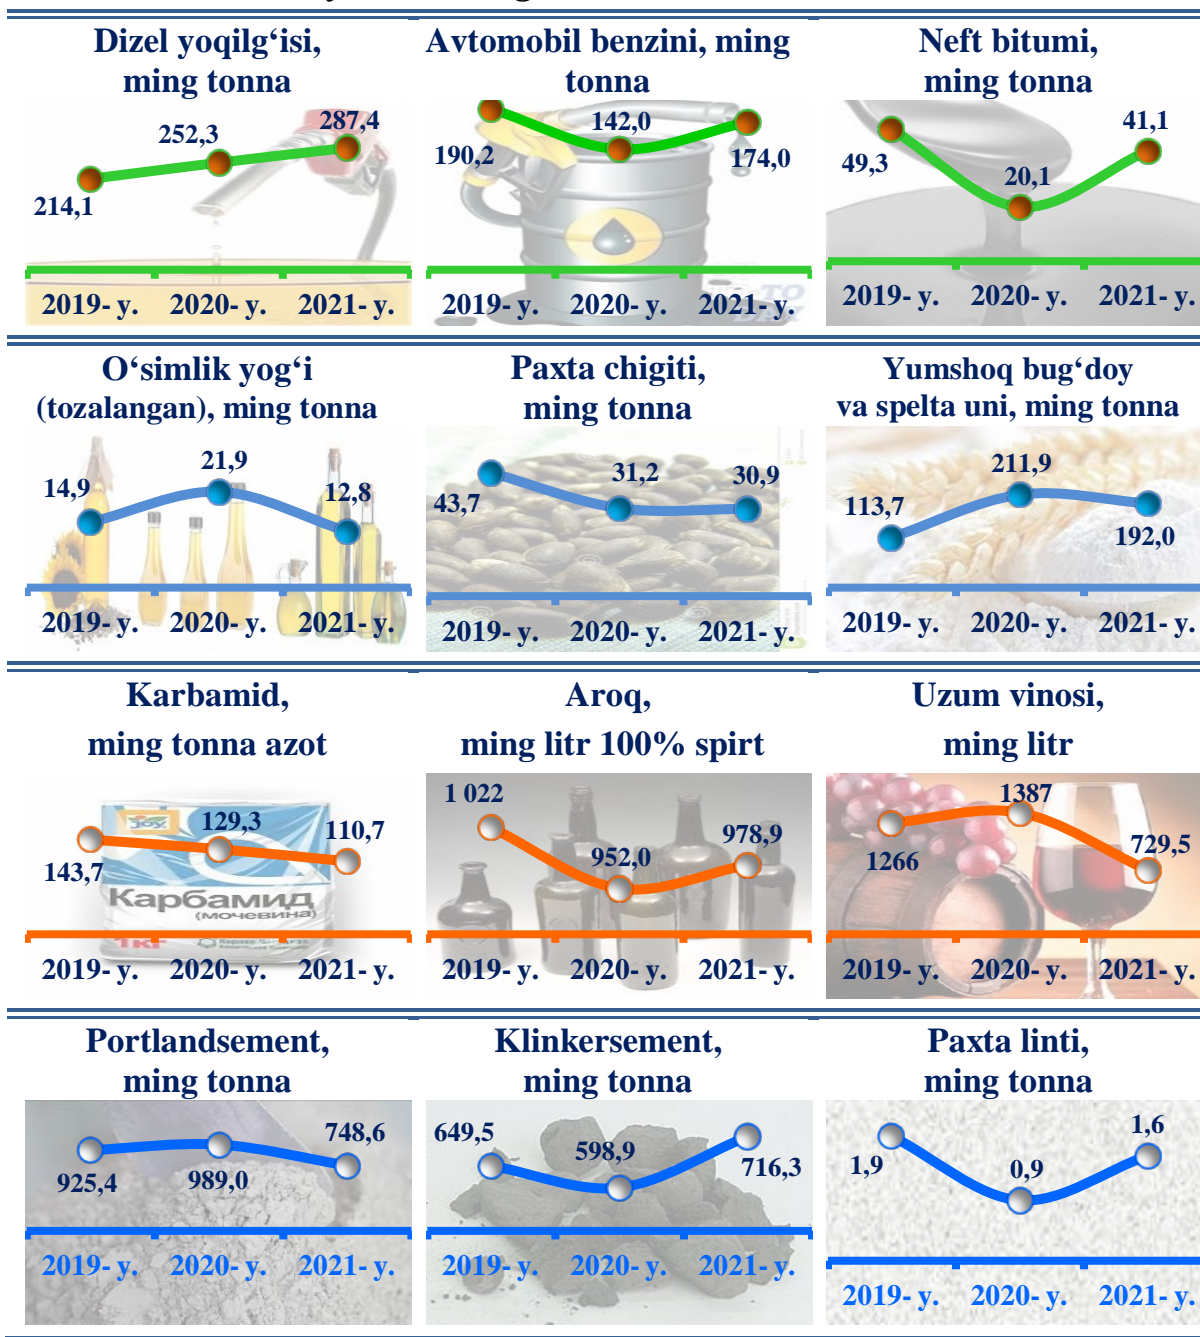 Dizel yoqilg‘isi,
ming tonna
214,1
252,3
287,4
2019- y. 2020- y. 2021- y.
Avtomobil benzini, ming
tonna
190,2
142,0
174,0
2019- y. 2020- y. 2021- y.
Neft bitumi,
ming tonna
49,3
20,1
41,1
2019- y. 2020- y. 2021- y.
O‘simlik yog‘i
(tozalangan), ming tonna
14,9
21,9
12,8
2019- y. 2020- y. 2021- y.
Paxta chigiti,
ming tonna
43,7
31,2
30,9
2019- y. 2020- y. 2021- y.
Yumshoq bug‘doy
va spelta uni, ming tonna
113,7
211,9
192,0
2019- y. 2020- y. 2021- y.
Karbamid,
ming tonna azot
143,7
129,3
110,7
Карбамид
(мочевина)
1кг
2019- y. 2020- y. 2021- y.
Aroq,
ming litr 100% spirt
1 022
952,0
978,9
2019- y. 2020- y. 2021- y.
Uzum vinosi,
ming litr
1266
1387
729,5
2019- y. 2020- y. 2021- y.
Portlandsement,
ming tonna
925,4
989,0
748,6
2019- y. 2020- y. 2021- y.
Klinkersement,
ming tonna
649,5
598,9
716,3
2019- y. 2020- y. 2021- y.
Paxta linti,
ming tonna
1,9
0,9
1,6
2019- y. 2020- y. 2021- y.